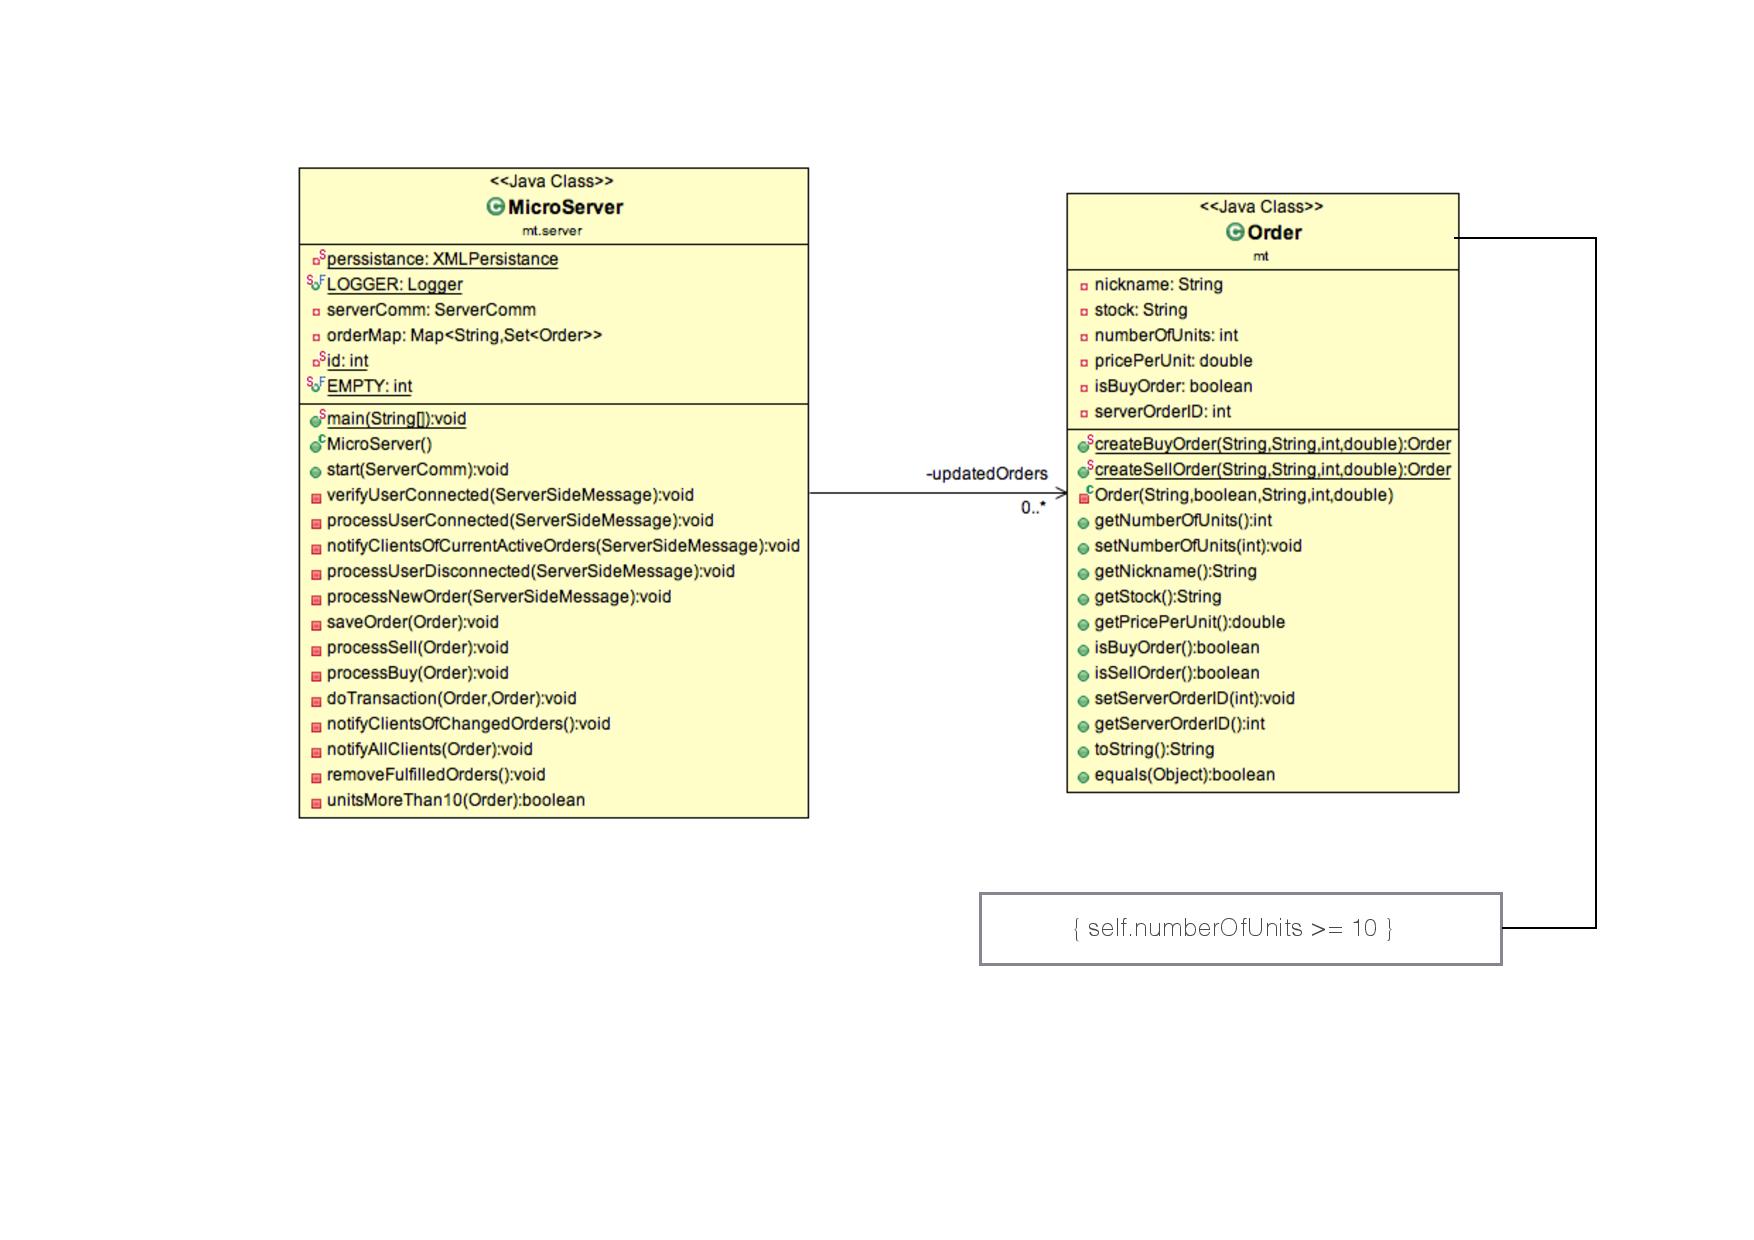 <<Java Class>>
MicroServer
mt.server
perssistance: XMLPersistance
LOGGER: Logger
serverComm: ServerComm
orderMap: Map<String,Set<Order>>
id: int
EMPTY: int
main(String[]):void
MicroServer()
start(ServerComm):void
verifyUserConnected(ServerSideMessage):void
processUserConnected(ServerSideMessage):void
notifyClientsOfCurrentActiveOrders(ServerSideMessage):void
processUserDisconnected(ServerSideMessage):void
processNewOrder(ServerSideMessage):void
saveOrder(Order):void
processSell(Order):void
processBuy(Order):void
doTransaction(Order,Order):void
notifyClientsOfChangedOrders():void
notifyAllClients(Order):void
removeFulfilledOrders():void
unitsMoreThan10(Order):boolean
-updatedOrders
0..*
<<Java Class>>
Order
mt
nickname: String
stock: String
numberOfUnits: int
pricePerUnit: double
isBuyOrder: boolean
serverOrderID: int
createBuyOrder(String,String,int,double):Order
createSellOrder(String,String,int,double):Order
Order(String,boolean,String,int,double)
getNumberOfUnits():int
setNumberOfUnits(int):void
getNickname():String
getStock():String
getPricePerUnit():double
isBuyOrder():boolean
isSellOrder():boolean
setServerOrderID(int):void
getServerOrderID():int
toString():String
equals(Object):boolean
{ self.numberOfUnits >= 10 }